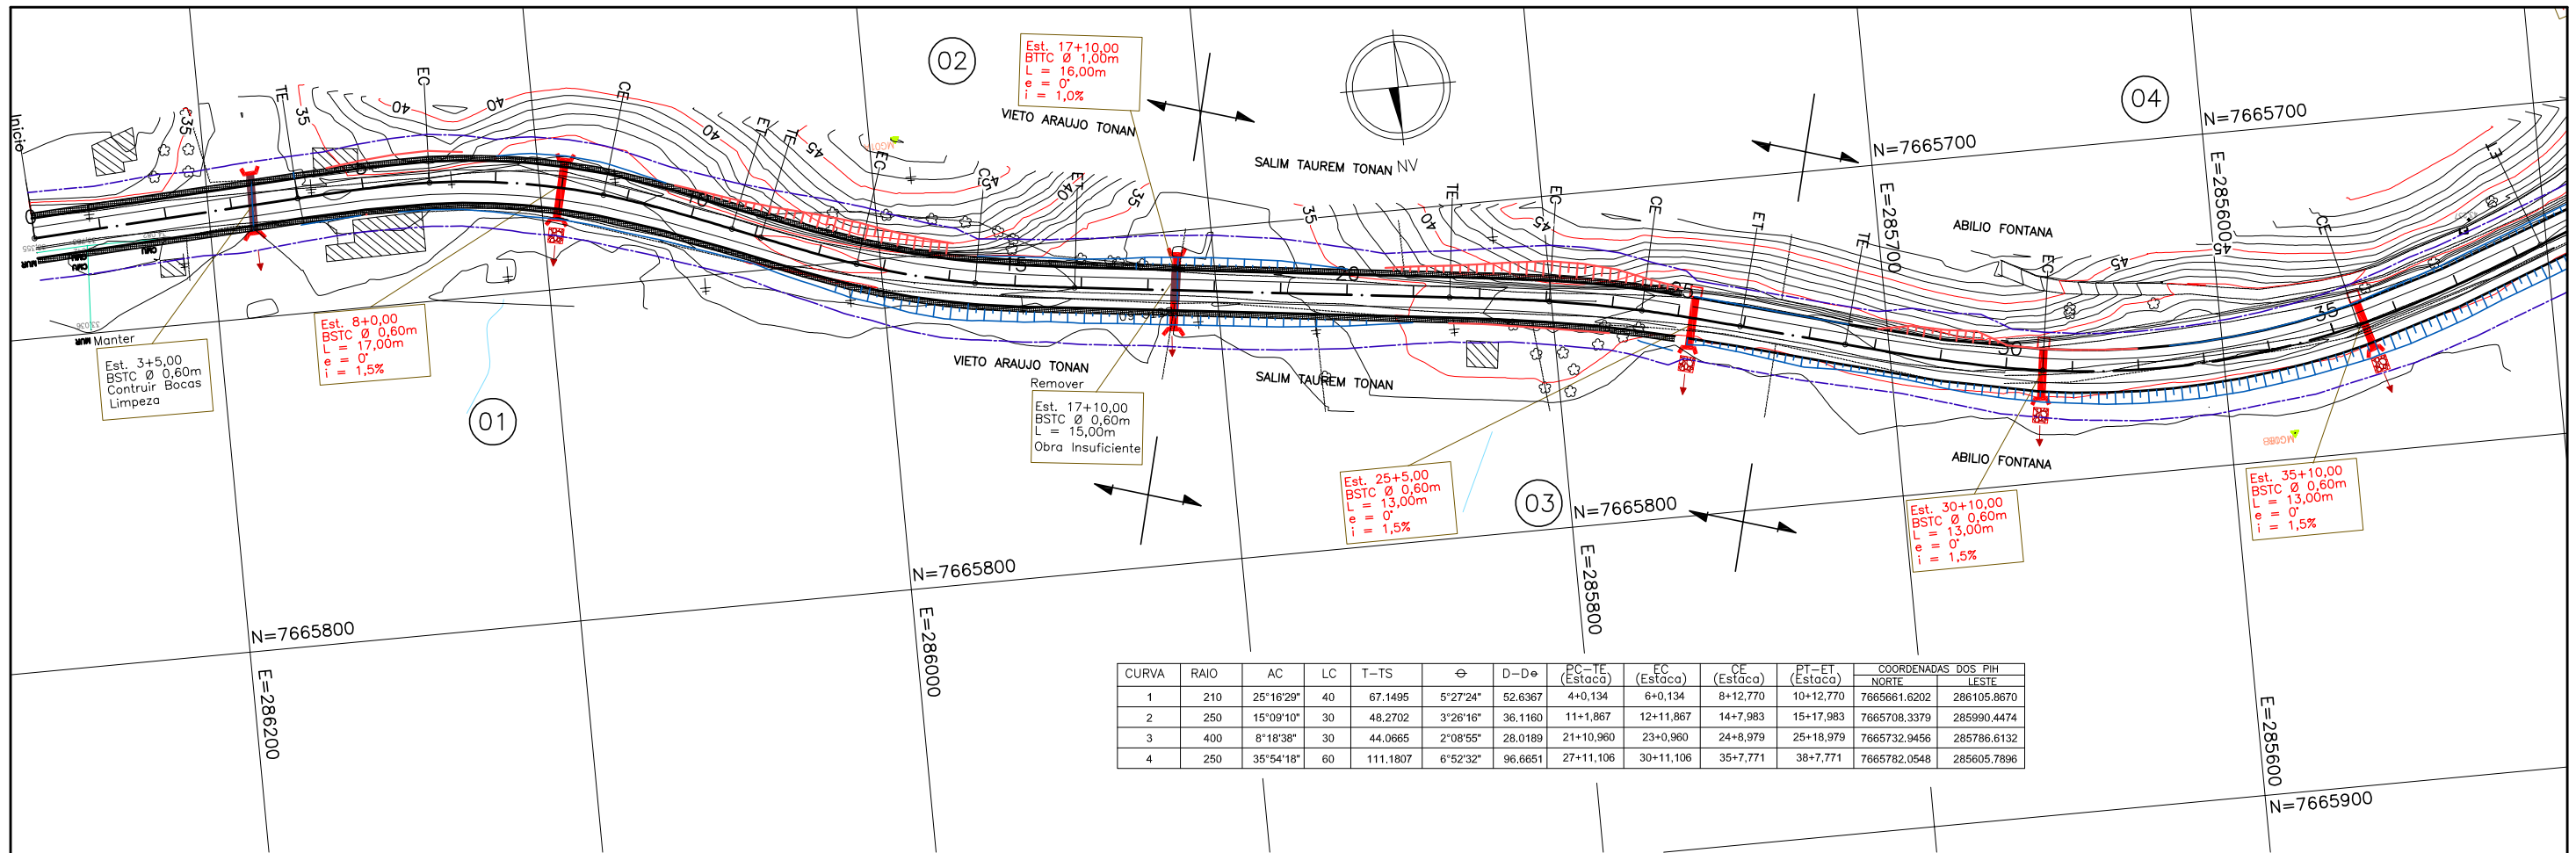 Inicio
0
TE
35
35
40
EC
40
CE
40
ET
TE
45
EC
45
40
ET
35
02
Est. 17+10,00
BTTC Ø 1,00m
L = 16,00m
e = 0°
i = 1,0%
VIETO ARAUJO TONAN
SALIM TAUREM TONAN
NV
04
N=7665700
N=7665700
E=285700
E=285600
ABILIO FONTANA
35
40
TE
EC
45
CE
ET
TE
EC
45
45
CE
15
20
25
30
35
Manter
Est. 3+5,00
BSTC Ø 0,60m
Contruir Bocas
Limpeza
Est. 8+0,00
BSTC Ø 0,60m
L = 17,00m
e = 0°
i = 1,5%
01
VIETO ARAUJO TONAN
Remover
Est. 17+10,00
BSTC Ø 0,60m
L = 15,00m
Obra Insuficiente
SALIM TAUREM TONAN
Est. 25+5,00
BSTC Ø 0,60m
L = 13,00m
e = 0°
i = 1,5%
03
ABILIO FONTANA
Est. 30+10,00
BSTC Ø 0,60m
L = 13,00m
e = 0°
i = 1,5%
Est. 35+10,00
BSTC Ø 0,60m
L = 13,00m
e = 0°
i = 1,5%
N=7665800
E=286200
N=7665800
E=286000
N=7665800
E=285800
E=285600
N=7665900
CURVA RAIO AC LC T-TS ⊖ D-D⊖ PC-TE (Estaca) EC (Estaca) CE (Estaca) PT-ET (Estaca) COORDENADAS DOS PIH
NORTE LESTE
1 210 25°16'29" 40 67.1495 5°27'24" 52.6367 4+0,134 6+0,134 8+12,770 10+12,770 7665661.6202 286105.8670
2 250 15°09'10" 30 48,2702 3°26'16" 36,1160 11+1,867 12+11,867 14+7,983 15+17,983 7665708,3379 285990,4474
3 400 8°18'38" 30 44.0665 2°08'55" 28.0189 21+10,960 23+0,960 24+8,979 25+18,979 7665732.9456 285786.6132
4 250 35°54'18" 60 111,1807 6°52'32" 96,6651 27+11,106 30+11,106 35+7,771 38+7,771 7665782,0548 285605,7896